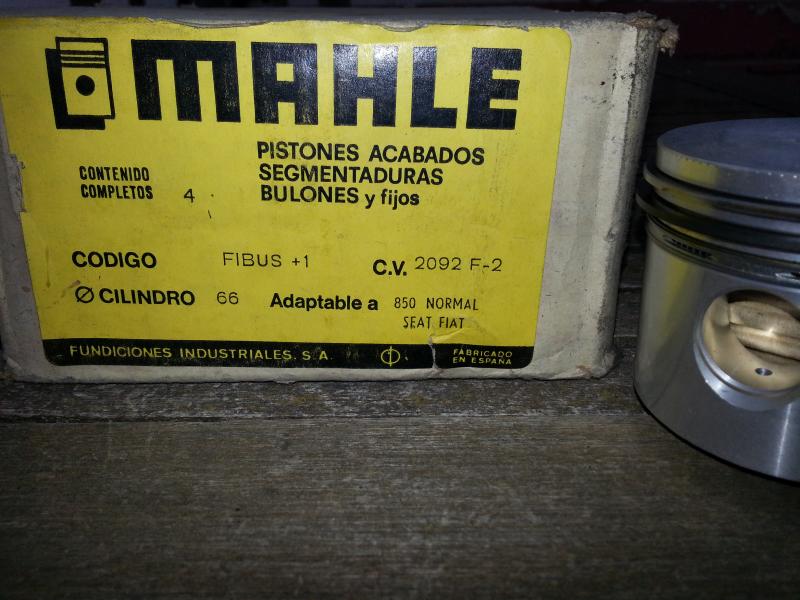 MAHLE
PISTONES ACABADOS
SEGMENTADURAS
BULONES y fijos
CONTENIDO
COMPLETOS 4
CODIGO FIBUS +1 C.V. 2092 F-2
Ø CILINDRO 66 Adaptable a 850 NORMAL
SEAT FIAT
FUNDICIONES INDUSTRIALES. S.A. FABRICADO
EN ESPAÑA